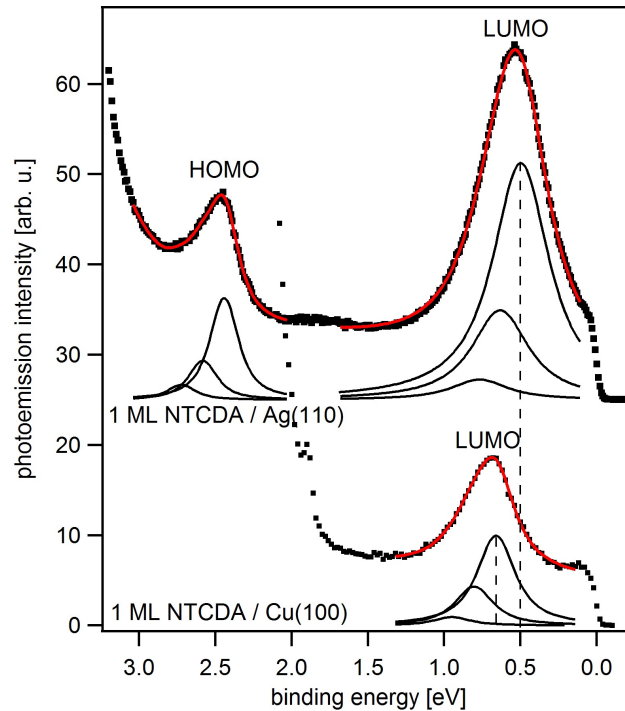 LUMO
60
HOMO
50
40
30
1 ML NTCDA / Ag(110)
20
LUMO
10
1 ML NTCDA / Cu(100)
0
3.0 2.5 2.0 1.5 1.0 0.5 0.0
binding energy [eV]
photoemission intensity [arb. u.]